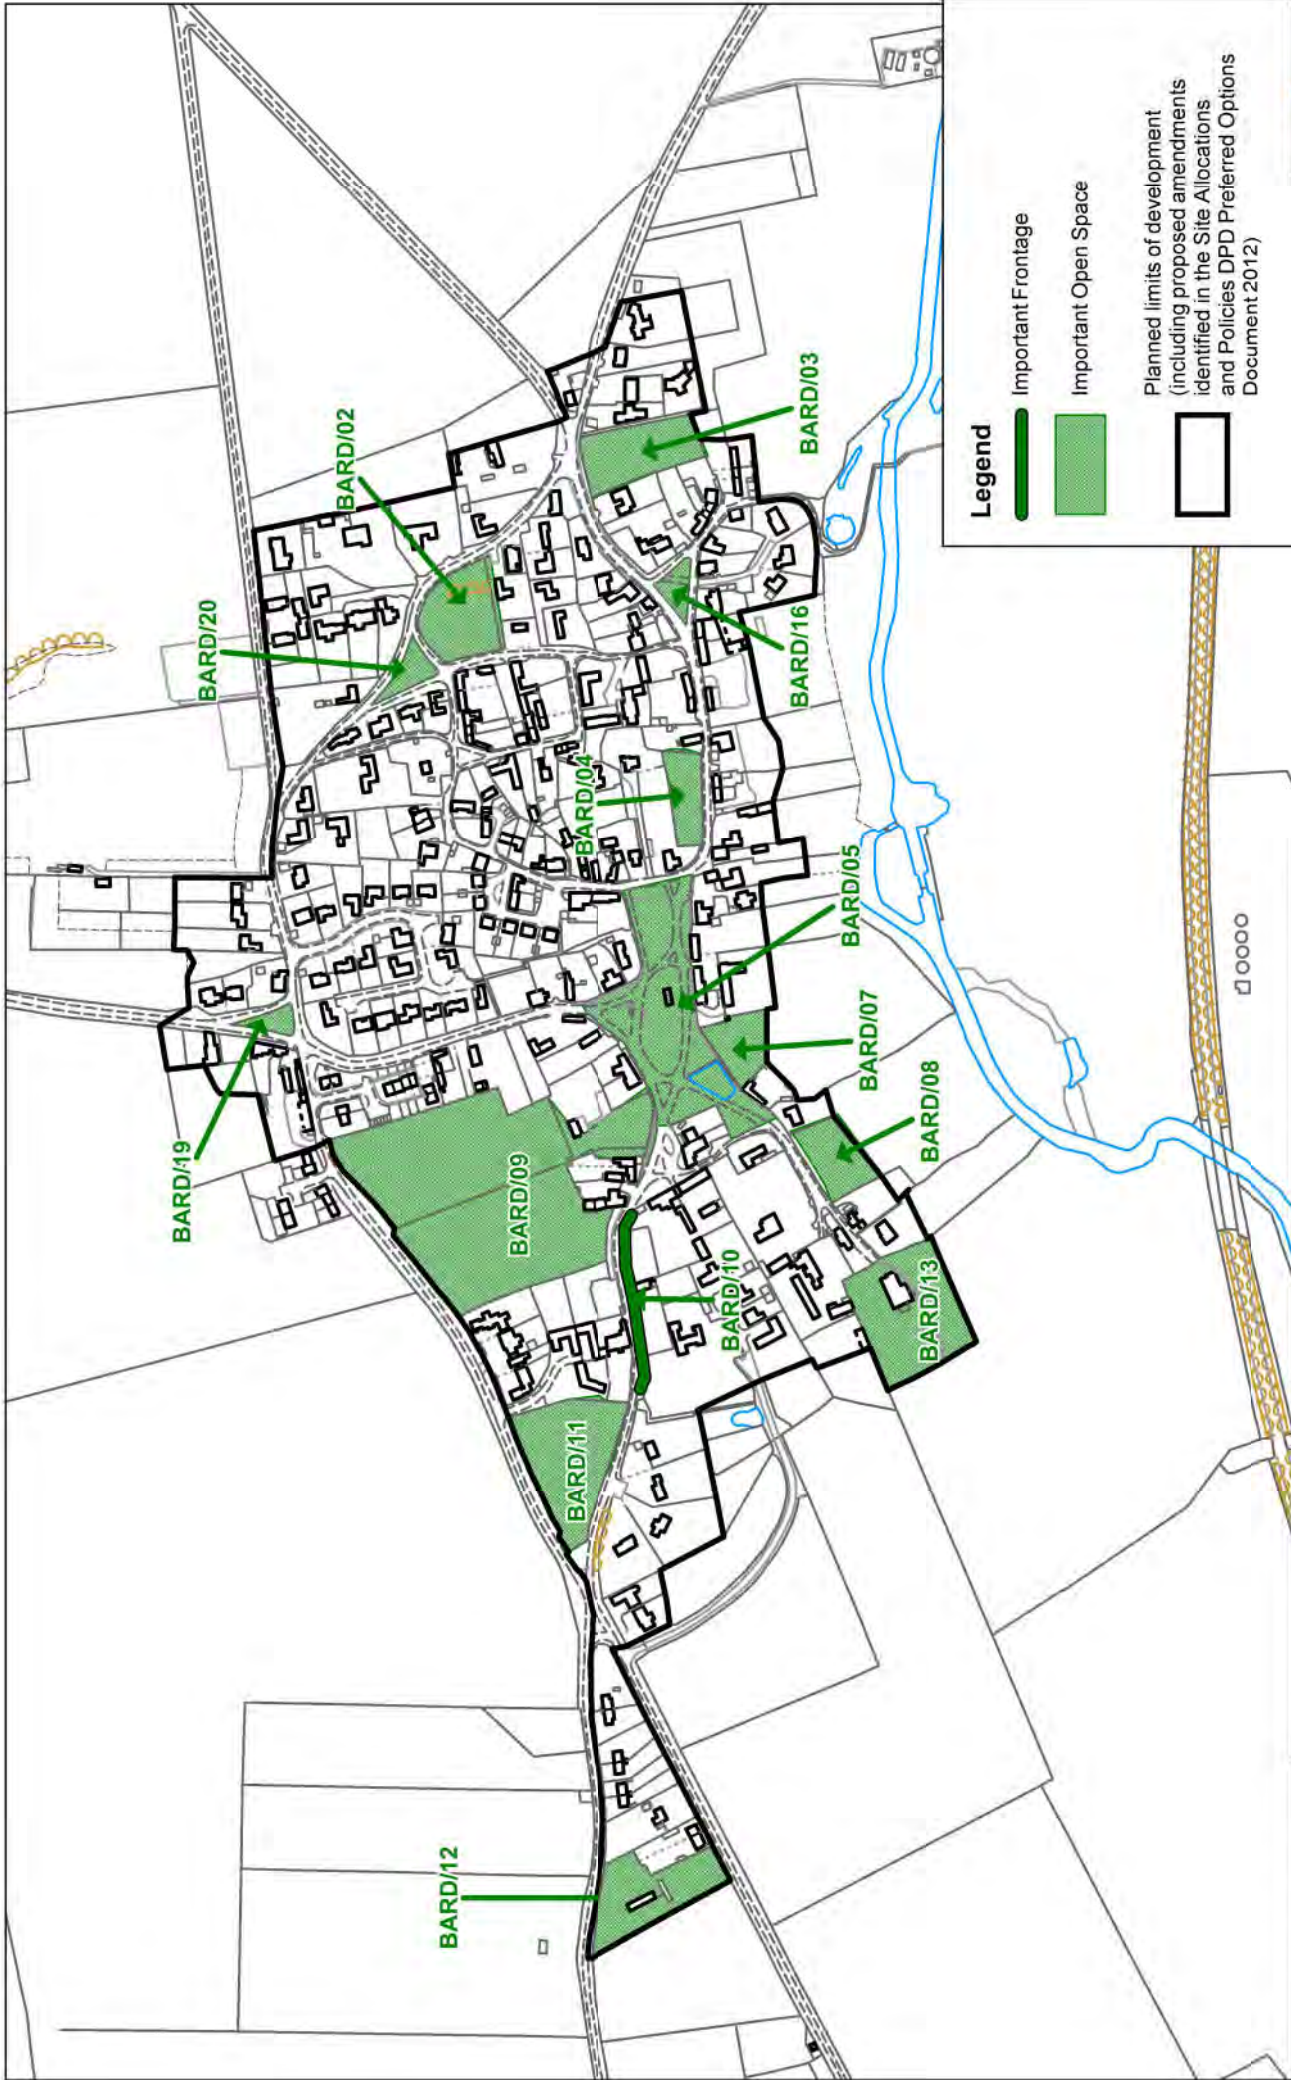 BARD/12
BARD/11
BARD/19
BARD/09
BARD/10
BARD/13
BARD/08
BARD/07
BARD/05
BARD/04
BARD/20
BARD/16
BARD/02
BARD/03
Legend
Important Frontage
Important Open Space
Planned limits of development
(including proposed amendments
identified in the Site Allocations
and Policies DPD Preferred Options
Document 2012)